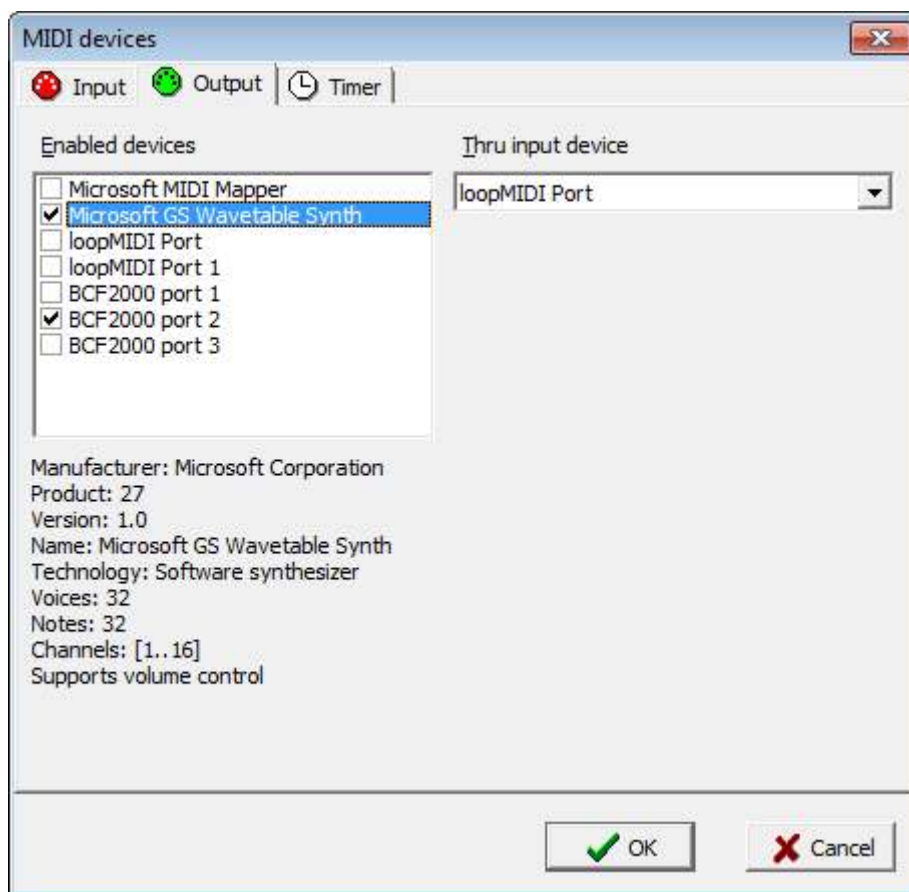 MIDI devices
Input Output Timer
Enabled devices
Microsoft MIDI Mapper
Microsoft GS Wavetable Synth
loopMIDI Port
loopMIDI Port 1
BCF2000 port 1
BCF2000 port 2
BCF2000 port 3
Thru input device
loopMIDI Port
Manufacturer: Microsoft Corporation
Product: 27
Version: 1.0
Name: Microsoft GS Wavetable Synth
Technology: Software synthesizer
Voices: 32
Notes: 32
Channels: [1..16]
Supports volume control
OK Cancel